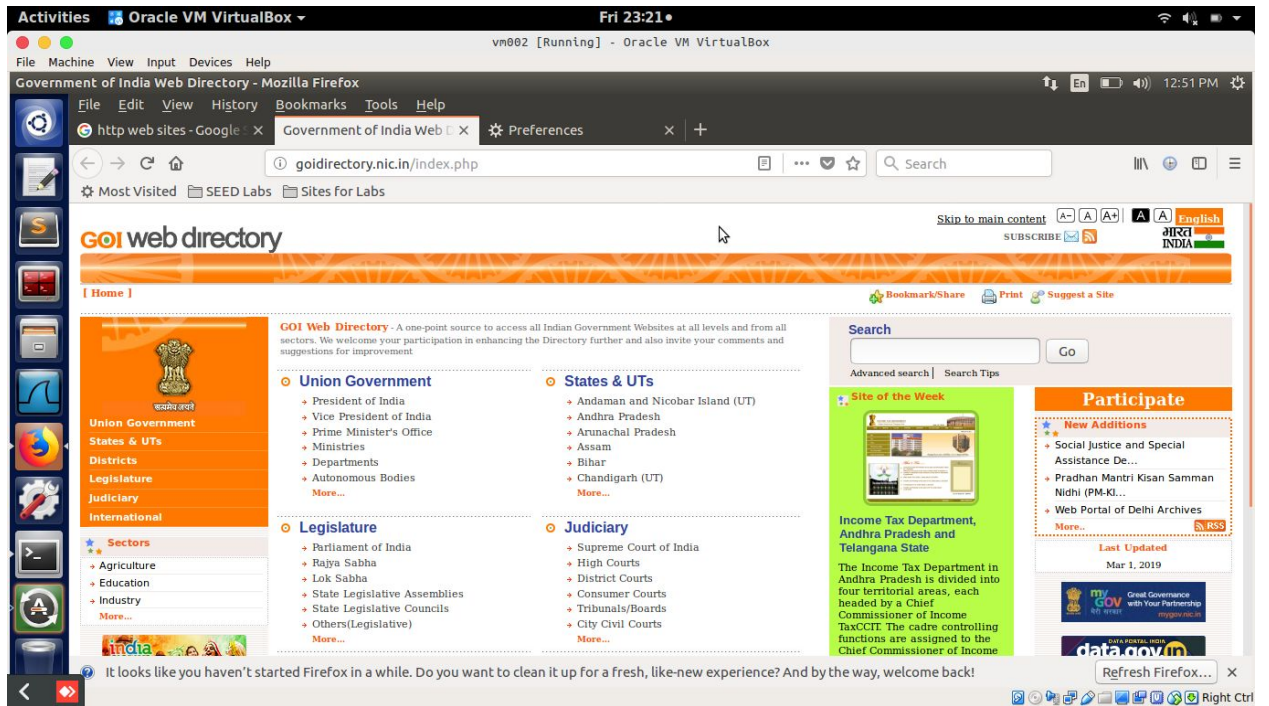 Activities Oracle VM VirtualBox Fri 23:21
vm002 [Running] - Oracle VM VirtualBox
File Machine View Input Devices Help
Government of India Web Directory - Mozilla Firefox En 12:51 PM
File Edit View History Bookmarks Tools Help
http web sites - Google Government of India Web Preferences
goidirectory.nic.in/index.php Search
Most Visited SEED Labs Sites for Labs
Skip to main content A- A A+ A A English
GOI web directory
SUBSCRIBE
भारत
INDIA
[ Home ]
Bookmark/Share Print Suggest a Site
सत्यमेव जयते
Union Government
States & UTs
Districts
Legislature
Judiciary
International
Sectors
Agriculture
Education
Industry
More...
india
GOI Web Directory - A one-point source to access all Indian Government Websites at all levels and from all
sectors. We welcome your participation in enhancing the Directory further and also invite your comments and
suggestions for improvement
Union Government
President of India
Vice President of India
Prime Minister's Office
Ministries
Departments
Autonomous Bodies
More...
States & UTs
Andaman and Nicobar Island (UT)
Andhra Pradesh
Arunachal Pradesh
Assam
Bihar
Chandigarh (UT)
More...
Legislature
Parliament of India
Rajya Sabha
Lok Sabha
State Legislative Assemblies
State Legislative Councils
Others(Legislative)
More...
Judiciary
Supreme Court of India
High Courts
District Courts
Consumer Courts
Tribunals/Boards
City Civil Courts
More...
Search
Go
Advanced search | Search Tips
Site of the Week
Income Tax Department,
Andhra Pradesh and
Telangana State
The Income Tax Department in
Andhra Pradesh is divided into
four territorial areas, each
headed by a Chief
Commissioner of Income
TaxCCIT. The cadre controlling
functions are assigned to the
Chief Commissioner of Income
Participate
New Additions
Social Justice and Special
Assistance De...
Pradhan Mantri Kisan Samman
Nidhi (PM-KI...
Web Portal of Delhi Archives
More.. RSS
Last Updated
Mar 1, 2019
my GOV
मेरी सरकार
Great Governance
with Your Partnership
mygov.nic.in
DATA PORTAL INDIA
data.gov.in
It looks like you haven't started Firefox in a while. Do you want to clean it up for a fresh, like-new experience? And by the way, welcome back! Refresh Firefox...
Right Ctrl